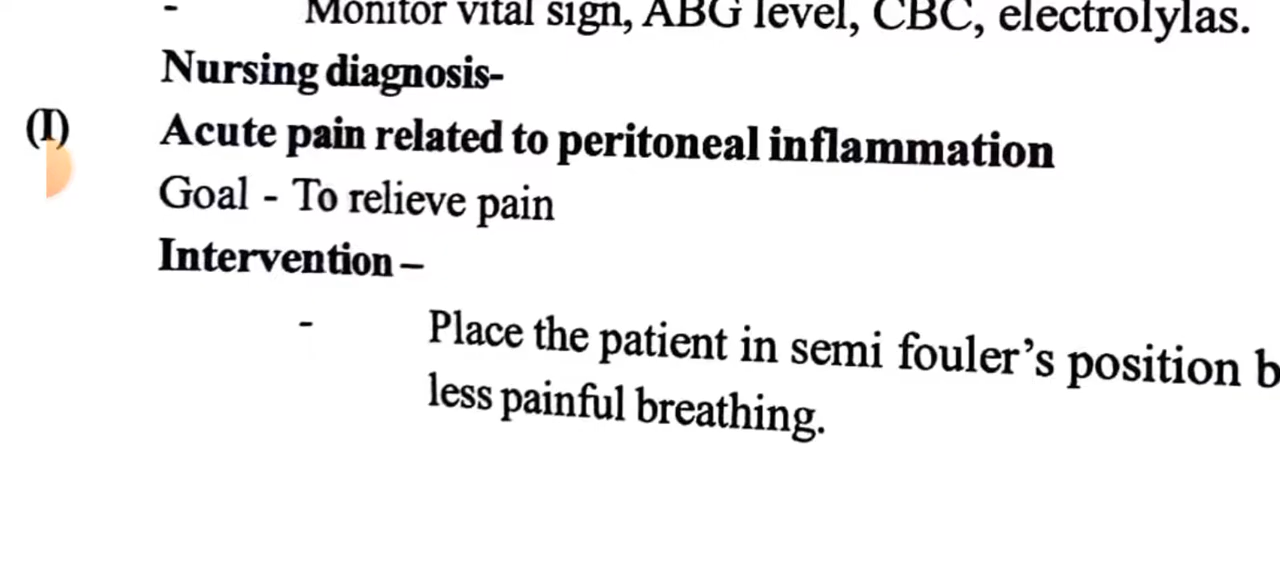 - Monitor vital sign, ABG level, CBC, electrolylas.
Nursing diagnosis-
(I) Acute pain related to peritoneal inflammation
Goal - To relieve pain
Intervention –
- Place the patient in semi fouler's position
less painful breathing.